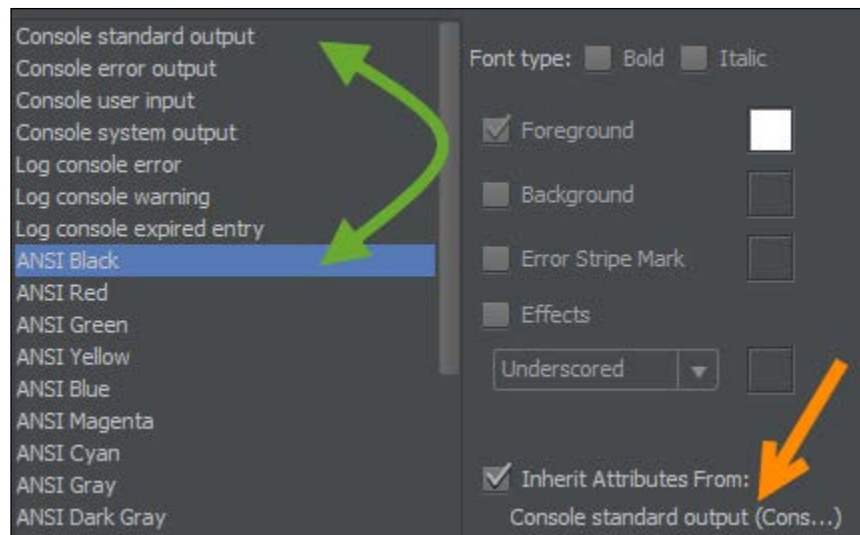 Console standard output
Console error output
Console user input
Console system output
Log console error
Log console warning
Log console expired entry
ANSI Black
ANSI Red
ANSI Green
ANSI Yellow
ANSI Blue
ANSI Magenta
ANSI Cyan
ANSI Gray
ANSI Dark Gray
Font type: Bold Italic
Foreground
Background
Error Stripe Mark
Effects
Underscored
Inherit Attributes From:
Console standard output (Cons...)